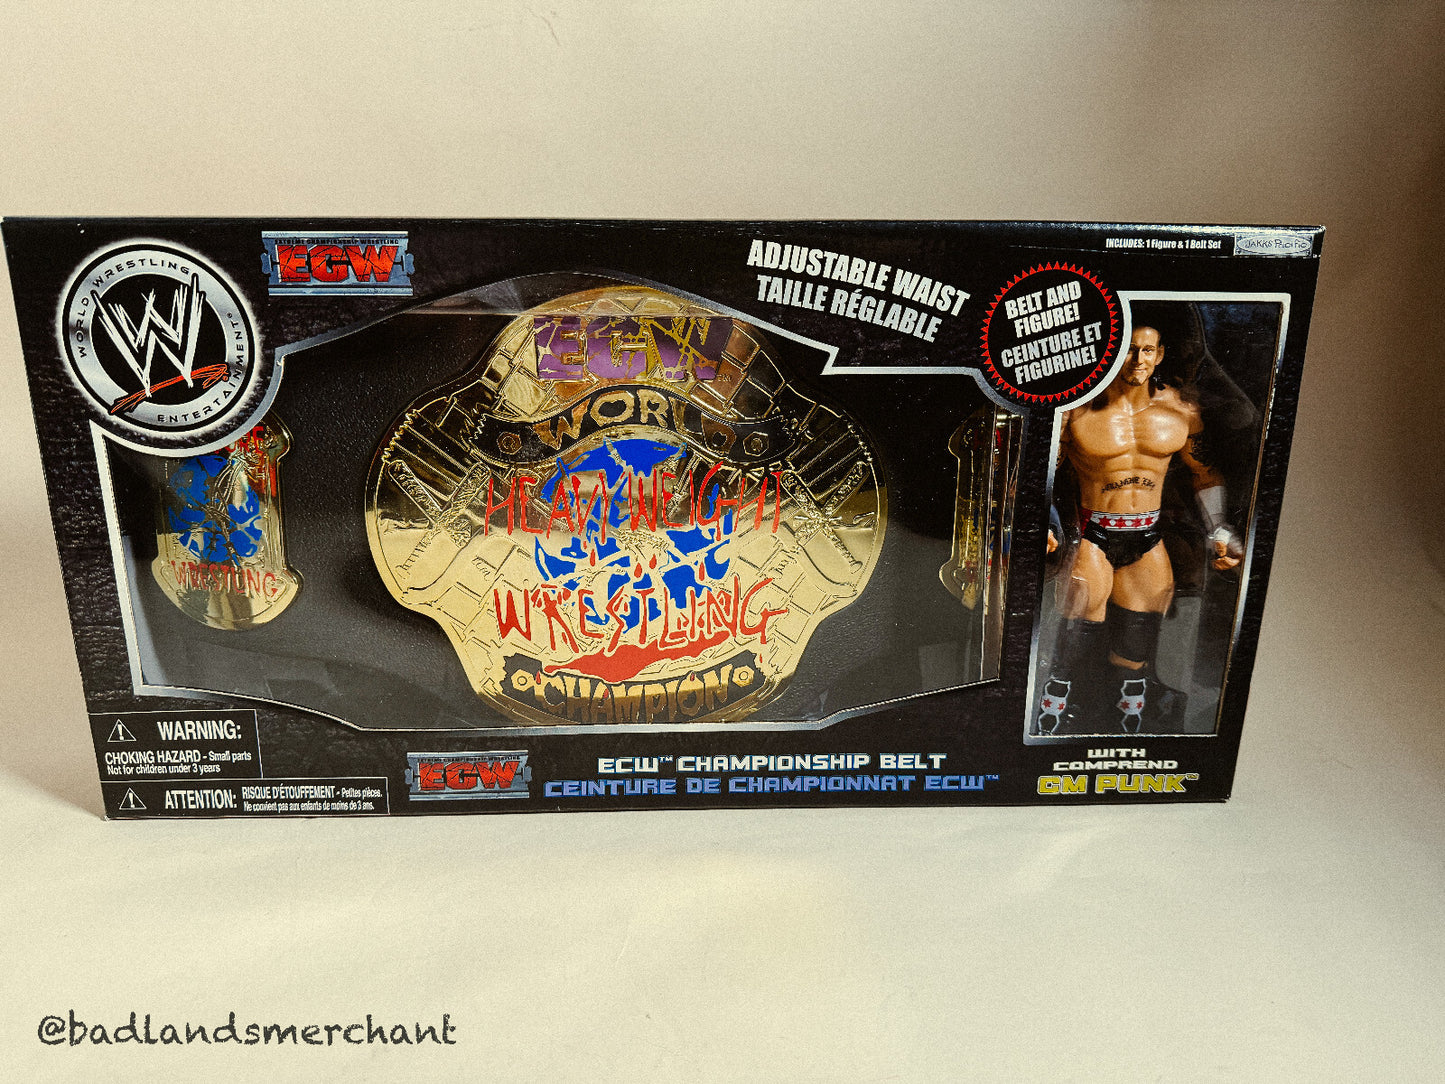 WORLD WRESTLING
ENTERTAINMENT®
EXTREME CHAMPIONSHIP WRESTLING
ECW
ADJUSTABLE WAIST
TAILLE RÉGLABLE
INCLUDES: 1 Figure & 1 Belt Set
JAKKS PACIFIC
BELT AND
FIGURE!
CEINTURE ET
FIGURINE!
ECW
WORLD
HEAVYWEIGHT
WRESTLING
CHAMPION
WRESTLING
WARNING:
CHOKING HAZARD - Small parts
Not for children under 3 years
ATTENTION:
RISQUE D'ÉTOUFFEMENT - Petites pièces.
Ne convient pas aux enfants de moins de 3 ans.
EXTREME CHAMPIONSHIP WRESTLING
ECW
ECW™ CHAMPIONSHIP BELT
CEINTURE DE CHAMPIONNAT ECW™
WITH
COMPREND
CM PUNK™
@badlandsmerchant